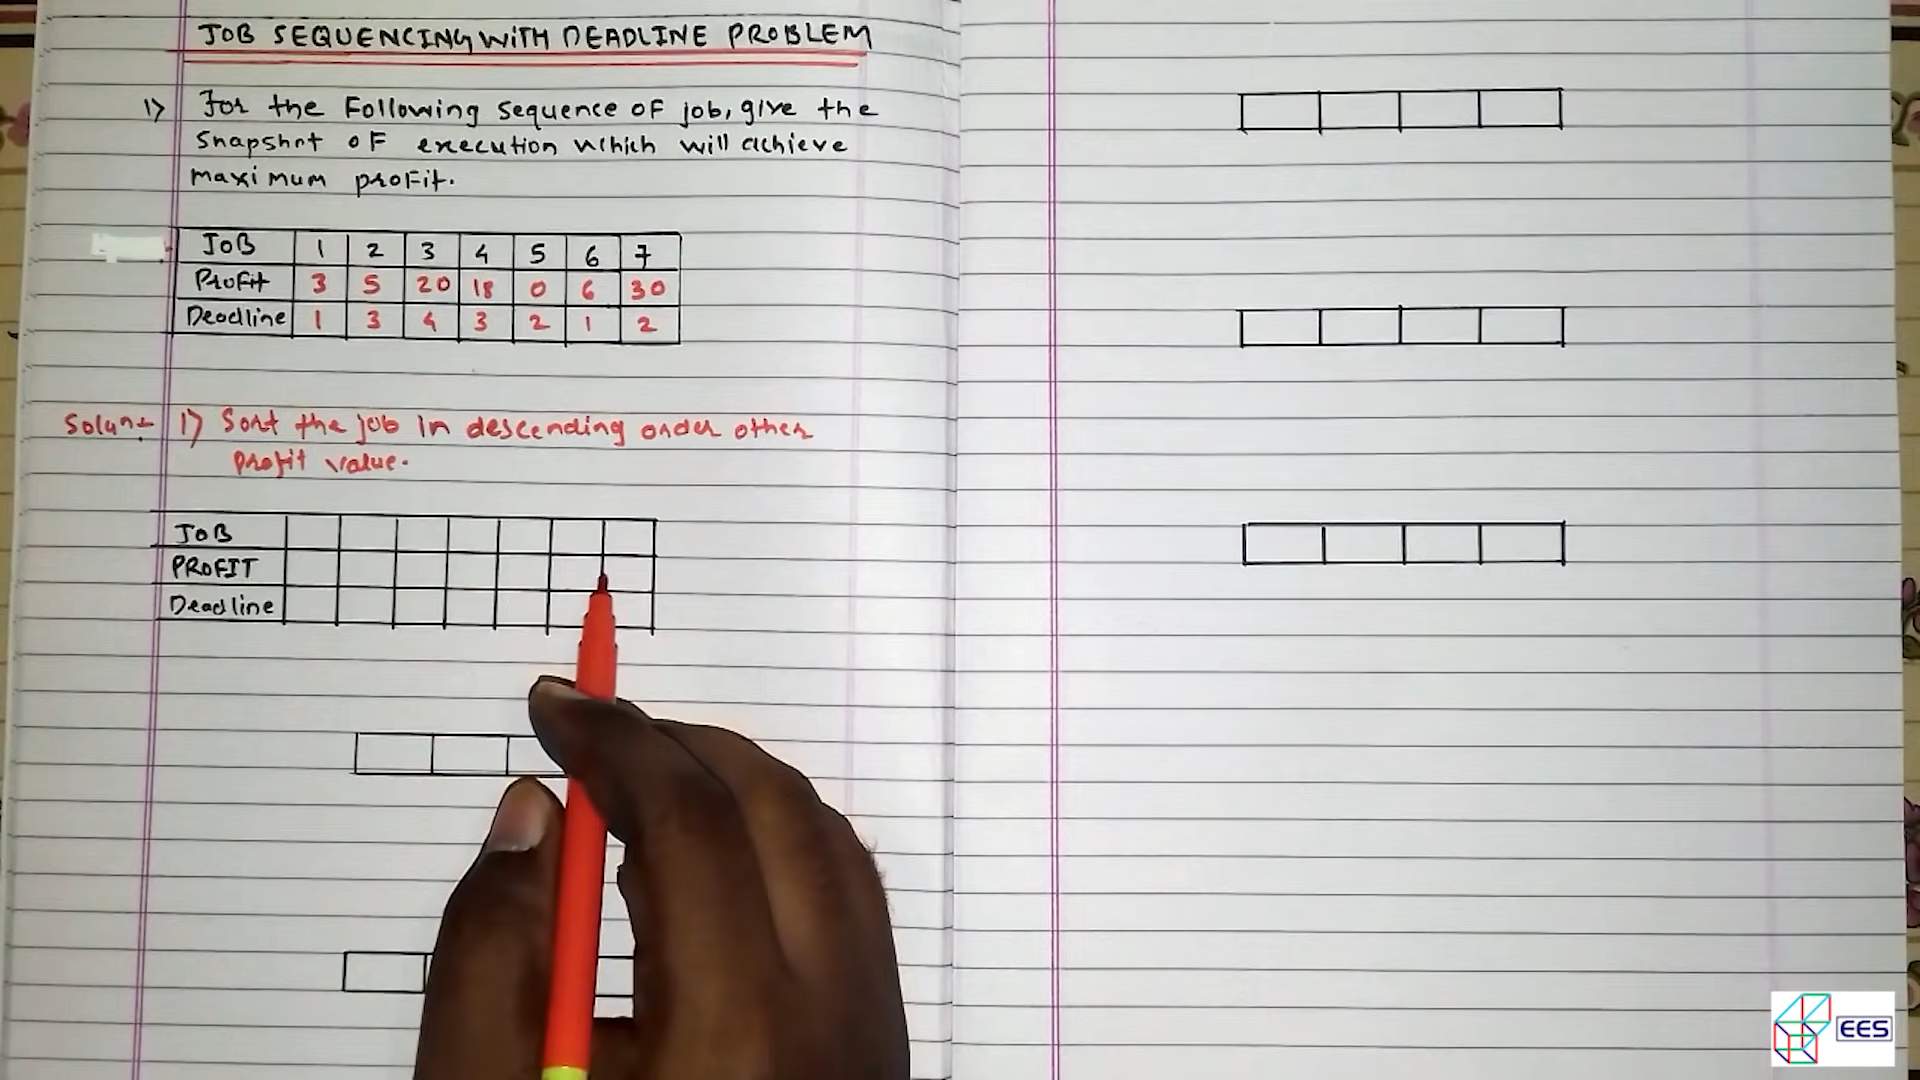 JOB SEQUENCING WITH DEADLINE PROBLEM
1) For the Following sequence of job, give the
snapshot of execution which will achieve
maximum profit.
JOB 1 2 3 4 5 6 7
Profit 3 5 20 18 0 6 30
Deadline 1 3 4 3 2 1 2
Soln:- 1) Sort the job in descending order other
profit value.
JOB
PROFIT
Deadline
EES